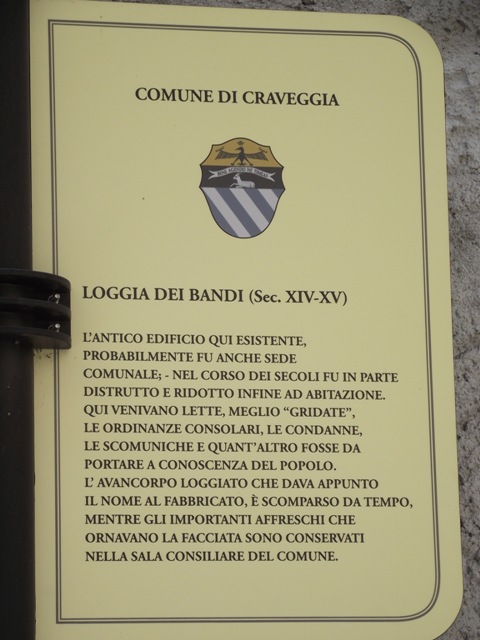 COMUNE DI CRAVEGGIA
LOGGIA DEI BANDI (Sec. XIV-XV)
L'ANTICO EDIFICIO QUI ESISTENTE,
PROBABILMENTE FU ANCHE SEDE
COMUNALE; - NEL CORSO DEI SECOLI FU IN PARTE
DISTRUTTO E RIDOTTO INFINE AD ABITAZIONE.
QUI VENIVANO LETTE, MEGLIO “GRIDATE”,
LE ORDINANZE CONSOLARI, LE CONDANNE,
LE SCOMUNICHE E QUANT'ALTRO FOSSE DA
PORTARE A CONOSCENZA DEL POPOLO.
L' AVANCORPO LOGGIATO CHE DAVA APPUNTO
IL NOME AL FABBRICATO, È SCOMPARSO DA TEMPO,
MENTRE GLI IMPORTANTI AFFRESCHI CHE
ORNAVANO LA FACCIATA SONO CONSERVATI
NELLA SALA CONSILIARE DEL COMUNE.